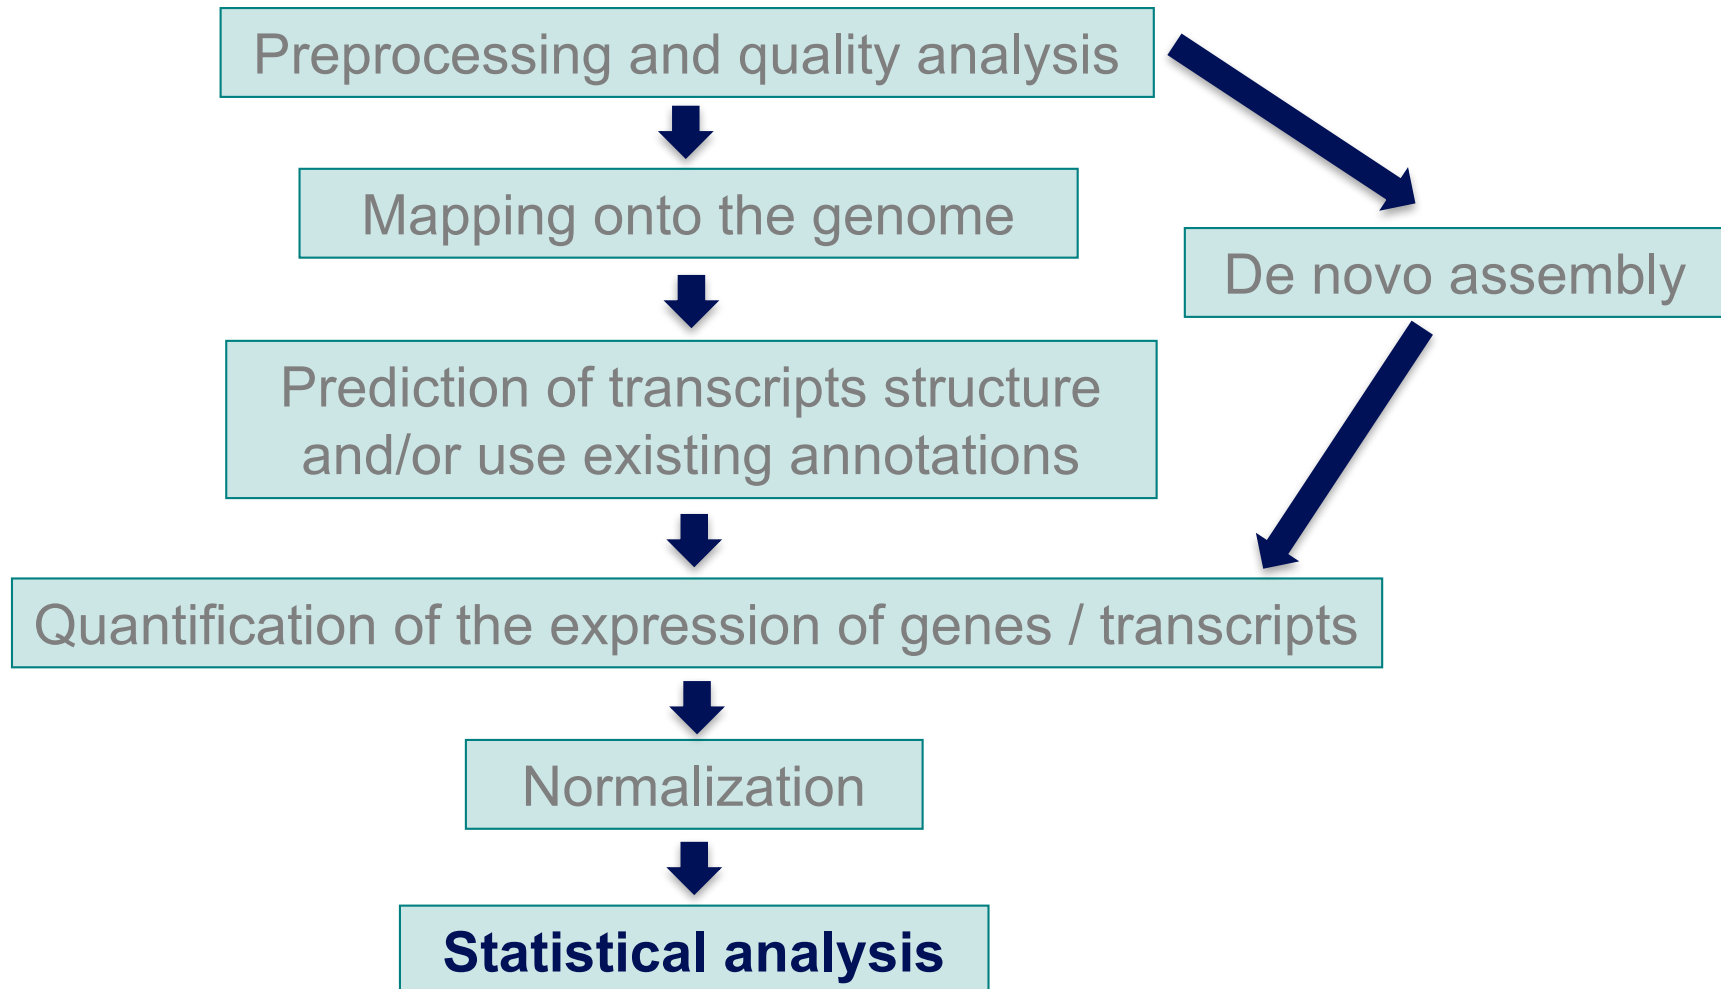 Preprocessing and quality analysis
Mapping onto the genome
De novo assembly
Prediction of transcripts structure
and/or use existing annotations
Quantification of the expression of genes / transcripts
Normalization
Statistical analysis